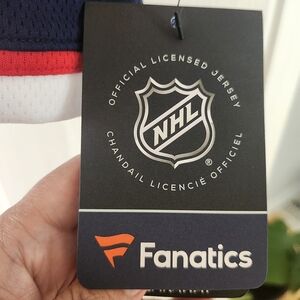 OFFICIAL LICENSED JERSEY
NHL
®
CHANDAIL LICENCIÉ OFFICIEL
Fanatics